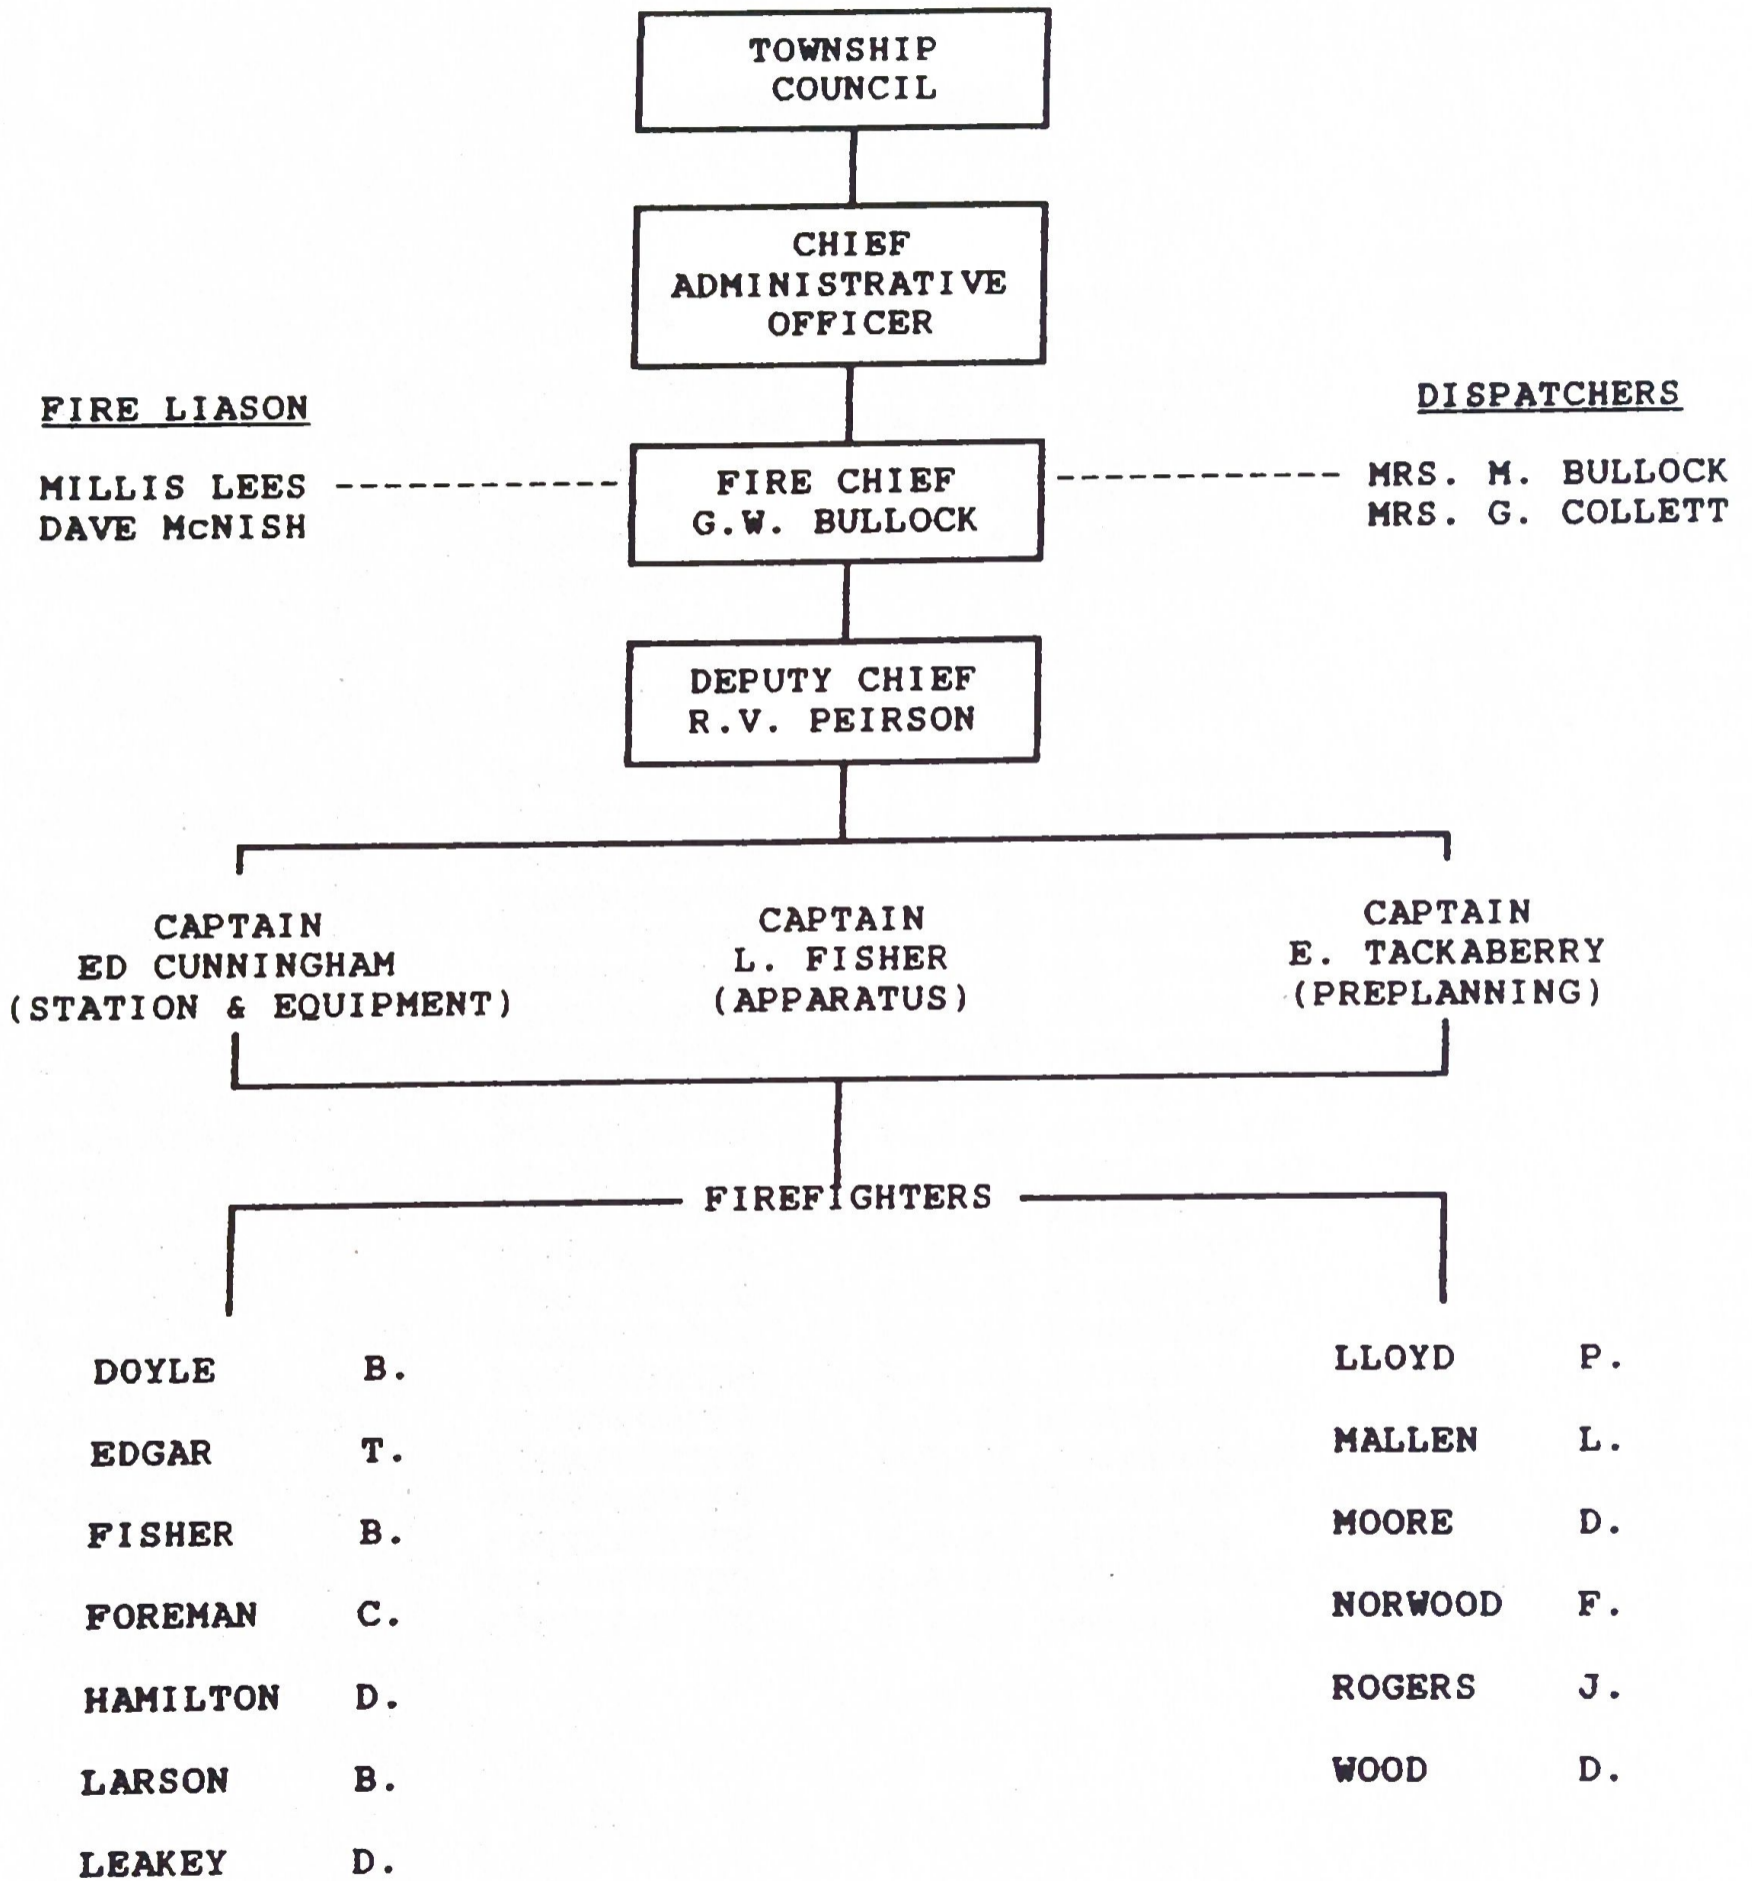 TOWNSHIP
COUNCIL
CHIEF
ADMINISTRATIVE
OFFICER
FIRE LIASON
MILLIS LEES
DAVE McNISH
FIRE CHIEF
G.W. BULLOCK
DISPATCHERS
MRS. M. BULLOCK
MRS. G. COLLETT
DEPUTY CHIEF
R.V. PEIRSON
CAPTAIN
ED CUNNINGHAM
(STATION & EQUIPMENT)
CAPTAIN
L. FISHER
(APPARATUS)
CAPTAIN
E. TACKABERRY
(PREPLANNING)
FIREFIGHTERS
DOYLE B.
EDGAR T.
FISHER B.
FOREMAN C.
HAMILTON D.
LARSON B.
LEAKEY D.
LLOYD P.
MALLEN L.
MOORE D.
NORWOOD F.
ROGERS J.
WOOD D.